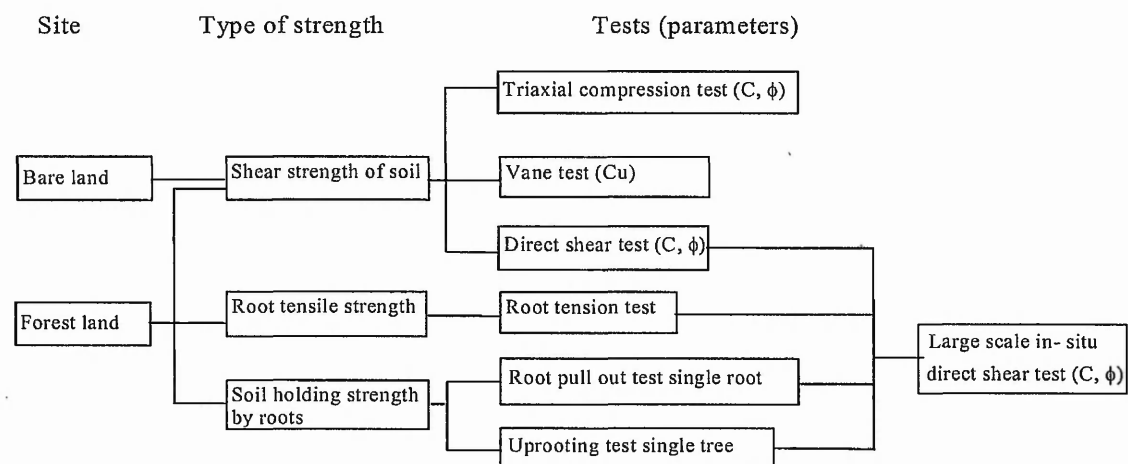 Site Type of strength Tests (parameters)
Triaxial compression test (C, ϕ)
Bare land
Shear strength of soil
Vane test (Cu)
Direct shear test (C, ϕ)
Forest land
Root tensile strength
Root tension test
Large scale in- situ
direct shear test (C, ϕ)
Soil holding strength
by roots
Root pull out test single root
Uprooting test single tree